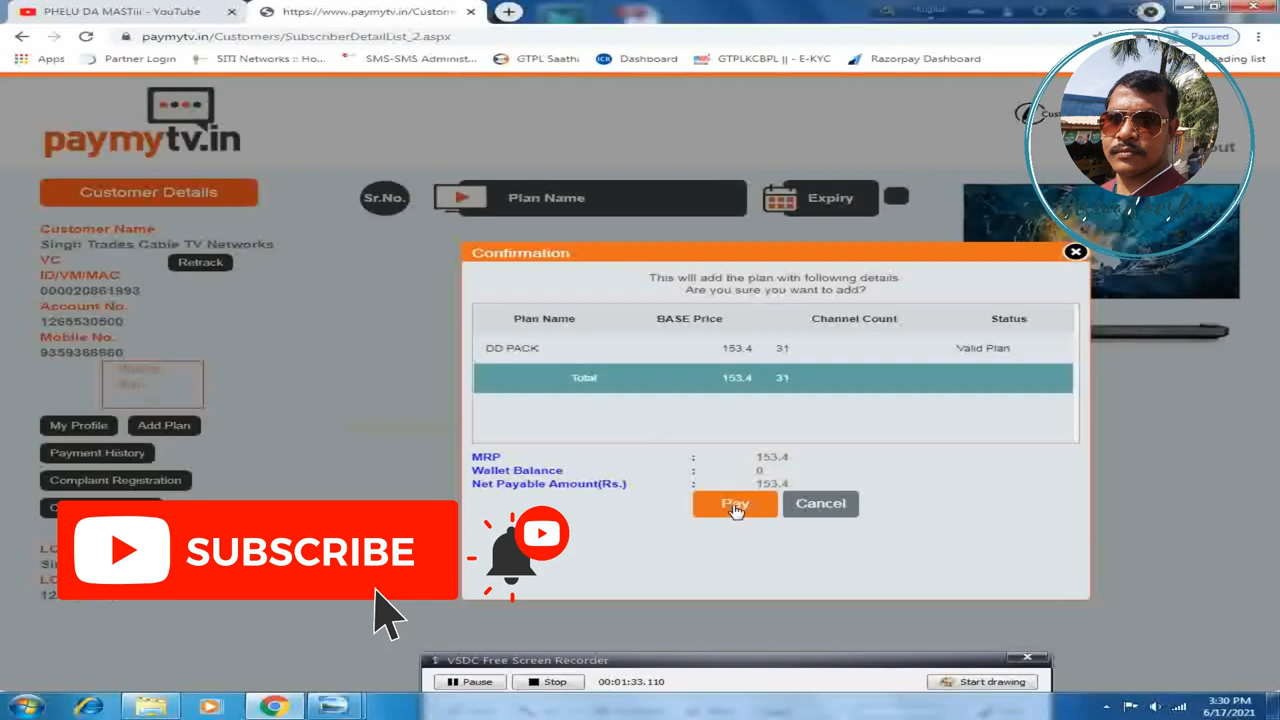 PHELU DA MASTiii - YouTube
https://www.paymytv.in/Custom
paymytv.in/Customers/SubscriberDetailList_2.aspx
Paused
Apps
Partner Login
SITI Networks :: Ho...
SMS-SMS Administ...
GTPL Saathi
Dashboard
GTPLKCBPL || - E-KYC
Razorpay Dashboard
Reading list
paymytv.in
Customer Details
Sr.No.
Plan Name
Expiry
Customer Name
Singh Trades Cable TV Networks
VC
ID/VM/MAC
Retrack
000020861993
Account No.
1265530500
Mobile No.
9359386660
My Profile
Add Plan
Payment History
Complaint Registration
Confirmation
This will add the plan with following details
Are you sure you want to add?
Plan Name BASE Price Channel Count Status
DD PACK 153.4 31 Valid Plan
Total 153.4 31
MRP : 153.4
Wallet Balance : 0
Net Payable Amount(Rs.) : 153.4
Pay
Cancel
SUBSCRIBE
VSDC Free Screen Recorder
Pause
Stop
00:01:33.110
Start drawing
3:30 PM
6/17/2021